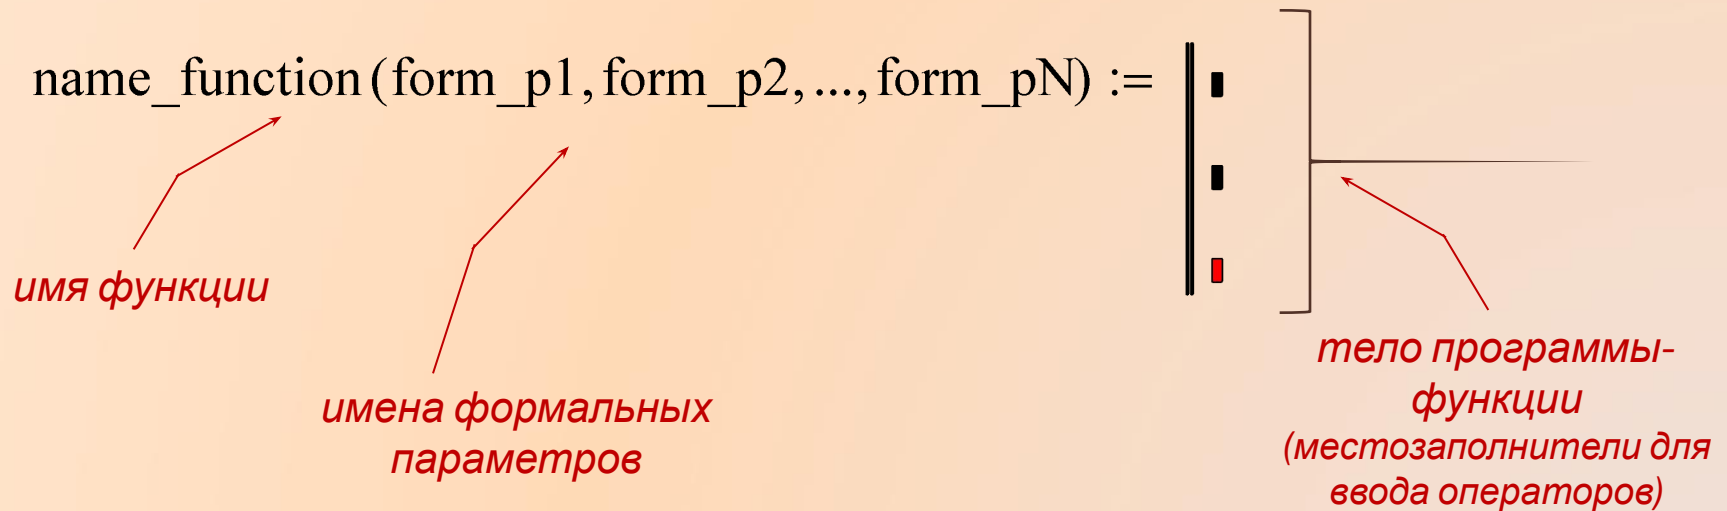 name_function(form_p1,form_p2,...,form_pN) :=
имя функции
имена формальных
параметров
тело программы-
функции
(местозаполнители для
ввода операторов)